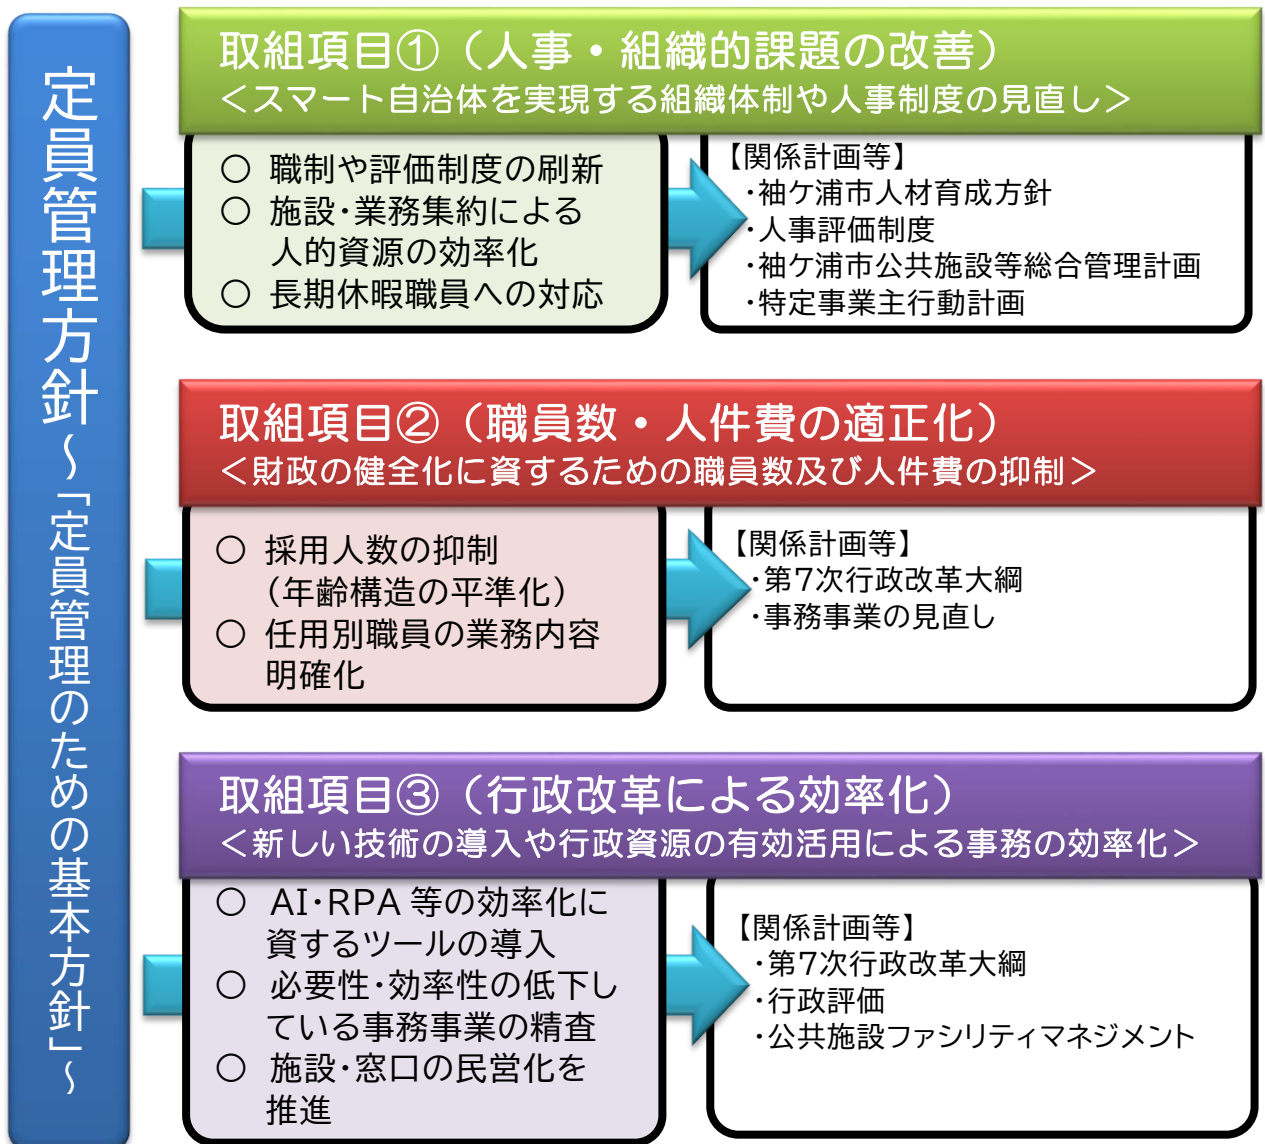 定員管理方針～「定員管理のための基本方針」～
取組項目①（人事・組織的課題の改善）
＜スマート自治体を実現する組織体制や人事制度の見直し＞
○ 職制や評価制度の刷新
○ 施設・業務集約による
人的資源の効率化
○ 長期休暇職員への対応
【関係計画等】
・袖ケ浦市人材育成方針
・人事評価制度
・袖ケ浦市公共施設等総合管理計画
・特定事業主行動計画
取組項目②（職員数・人件費の適正化）
＜財政の健全化に資するための職員数及び人件費の抑制＞
○ 採用人数の抑制
（年齢構造の平準化）
○ 任用別職員の業務内容
明確化
【関係計画等】
・第7次行政改革大綱
・事務事業の見直し
取組項目③（行政改革による効率化）
＜新しい技術の導入や行政資源の有効活用による事務の効率化＞
○ AI・RPA 等の効率化に
資するツールの導入
○ 必要性・効率性の低下し
ている事務事業の精査
○ 施設・窓口の民営化を
推進
【関係計画等】
・第7次行政改革大綱
・行政評価
・公共施設ファシリティマネジメント